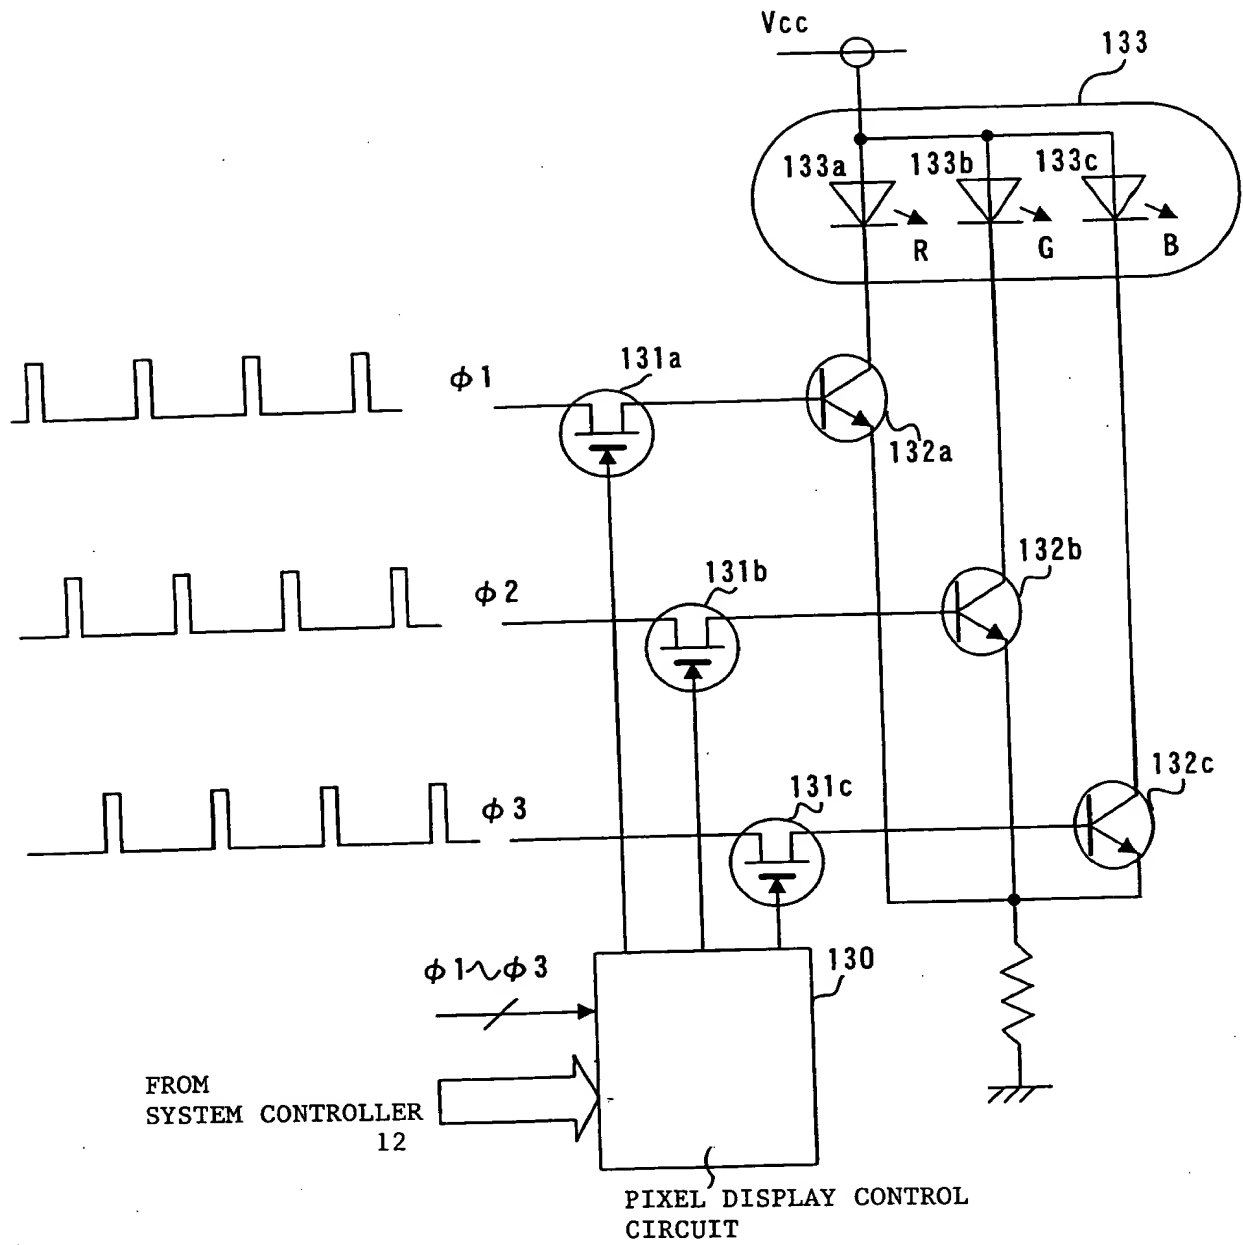 Vcc
133
133a
133b
133c
R
G
B
ϕ1
131a
132a
ϕ2
131b
132b
ϕ3
131c
132c
ϕ1〜ϕ3
130
FROM
SYSTEM CONTROLLER
12
PIXEL DISPLAY CONTROL
CIRCUIT